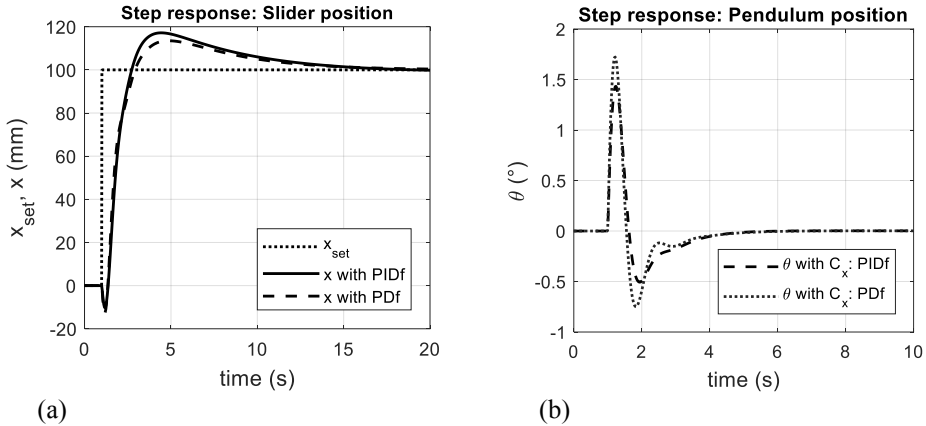 Step response: Slider position
120
100
80
60
40
20
0
-20
x_set, x (mm)
0 5 10 15 20
time (s)
x_set
x with PIDf
x with PDf
(a)
Step response: Pendulum position
2
1.5
1
0.5
0
-0.5
-1
θ (°)
0 2 4 6 8 10
time (s)
θ with C_x: PIDf
θ with C_x: PDf
(b)